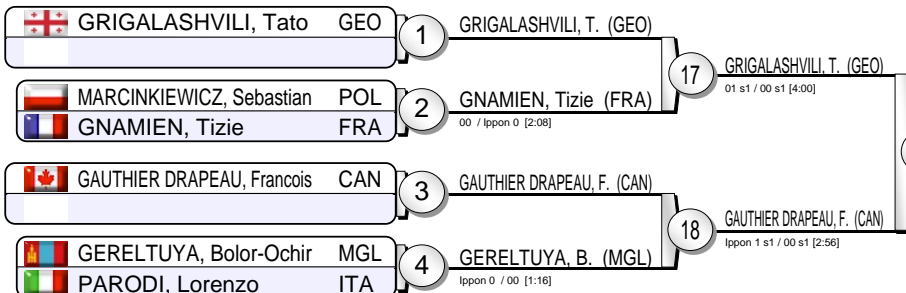 GRIGALASHVILI, Tato GEO
1
GRIGALASHVILI, T. (GEO)
MARCINKIEWICZ, Sebastian POL
GNAMIEN, Tizie FRA
2
GNAMIEN, Tizie (FRA)
00 / Ippon 0 [2:08]
17
GRIGALASHVILI, T. (GEO)
01 s1 / 00 s1 [4:00]
GAUTHIER DRAPEAU, Francois CAN
3
GAUTHIER DRAPEAU, F. (CAN)
GERELTUYA, Bolor-Ochir MGL
PARODI, Lorenzo ITA
4
GERELTUYA, B. (MGL)
Ippon 0 / 00 [1:16]
18
GAUTHIER DRAPEAU, F. (CAN)
Ippon 1 s1 / 00 s1 [2:56]